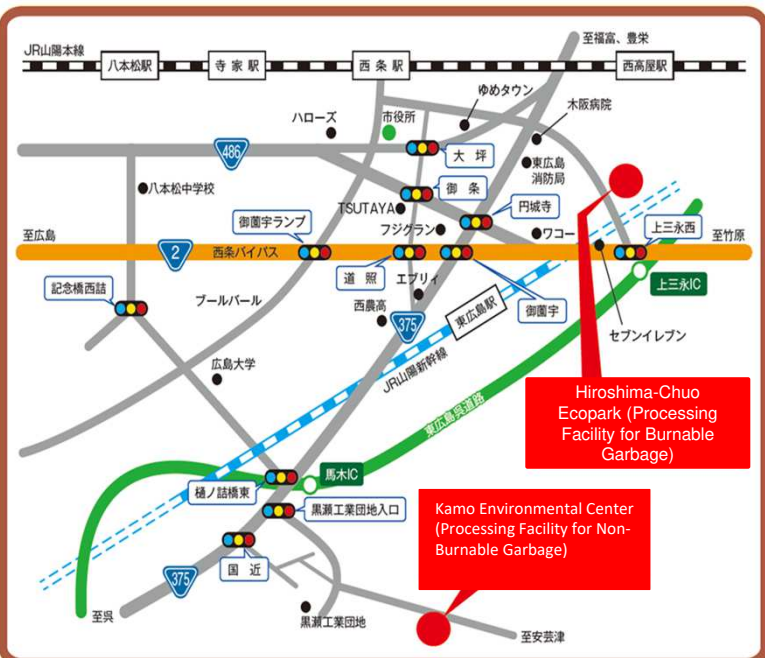 JR山陽本線
八本松駅
寺家駅
西条駅
西高屋駅
至福富、豊栄
ゆめタウン
木阪病院
ハローズ
市役所
486
大坪
東広島
消防局
八本松中学校
御条
TSUTAYA
円城寺
御薗宇ランプ
フジグラン
ワコー
上三永西
至広島
2
西条バイパス
至竹原
道照
エブリィ
記念橋西詰
ブールバール
西農高
375
東広島駅
御薗宇
上三永IC
セブンイレブン
広島大学
JR山陽新幹線
東広島呉道路
Hiroshima-Chuo
Ecopark (Processing
Facility for Burnable
Garbage)
馬木IC
樋ノ詰橋東
黒瀬工業団地入口
Kamo Environmental Center
(Processing Facility for Non-
Burnable Garbage)
国近
375
至呉
黒瀬工業団地
至安芸津